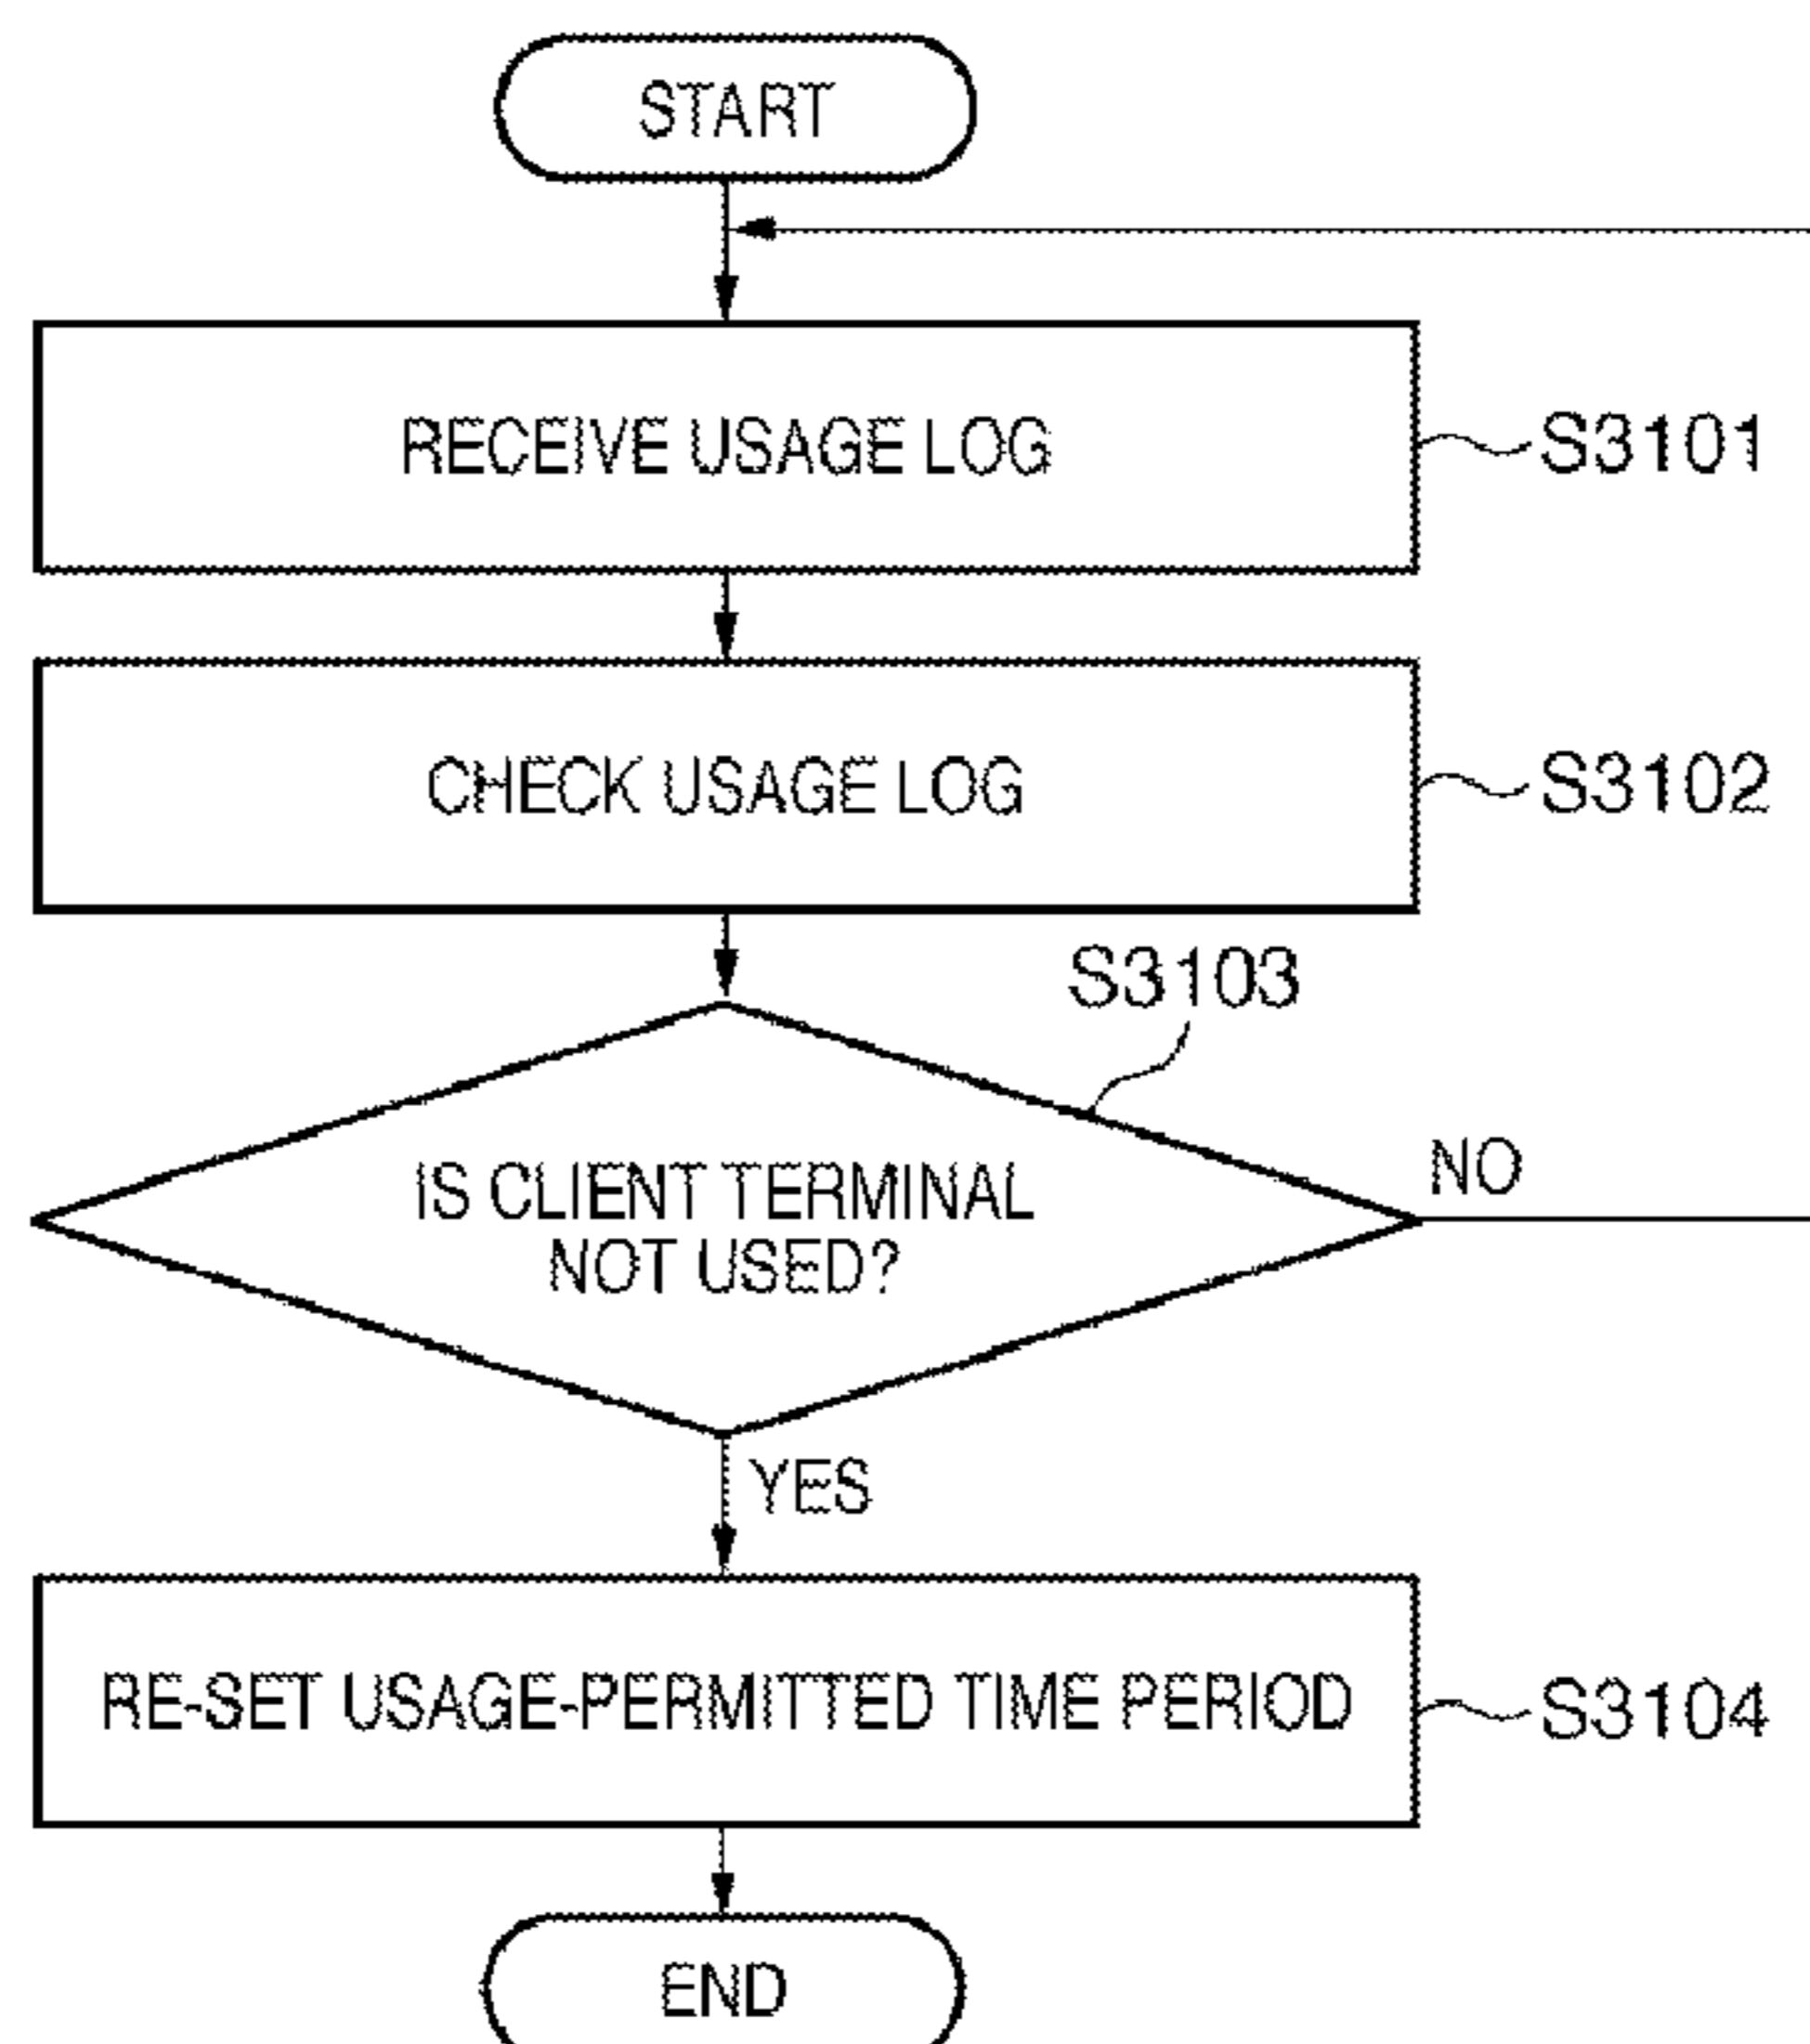 START
RECEIVE USAGE LOG
S3101
CHECK USAGE LOG
S3102
S3103
IS CLIENT TERMINAL
NOT USED?
NO
YES
RE-SET USAGE-PERMITTED TIME PERIOD
S3104
END